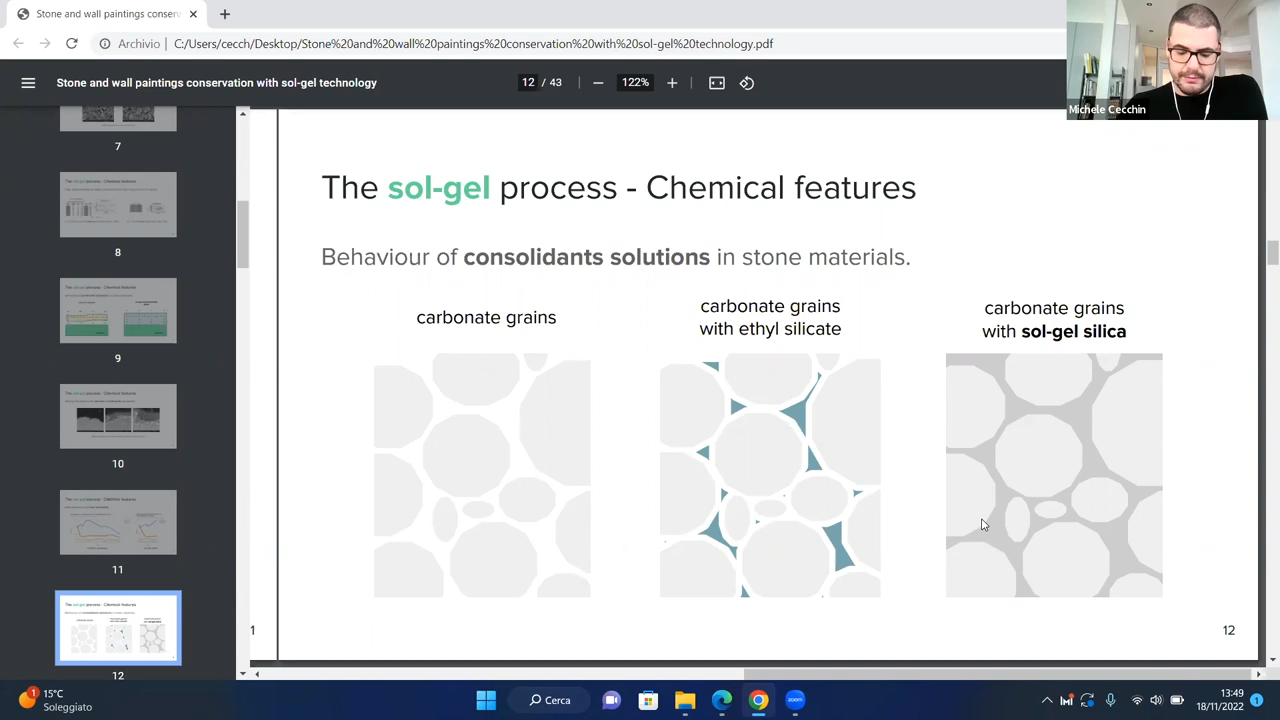 Stone and wall paintings conserv
Archivio
C:/Users/cecch/Desktop/Stone%20and%20wall%20paintings%20conservation%20with%20sol-gel%20technology.pdf
Stone and wall paintings conservation with sol-gel technology
12 / 43
122%
Michele Cecchin
7
8
9
10
11
12
The sol-gel process - Chemical features
Behaviour of consolidants solutions in stone materials.
carbonate grains
carbonate grains
with ethyl silicate
carbonate grains
with sol-gel silica
1
12
1
15°C
Soleggiato
Cerca
13:49
18/11/2022
1